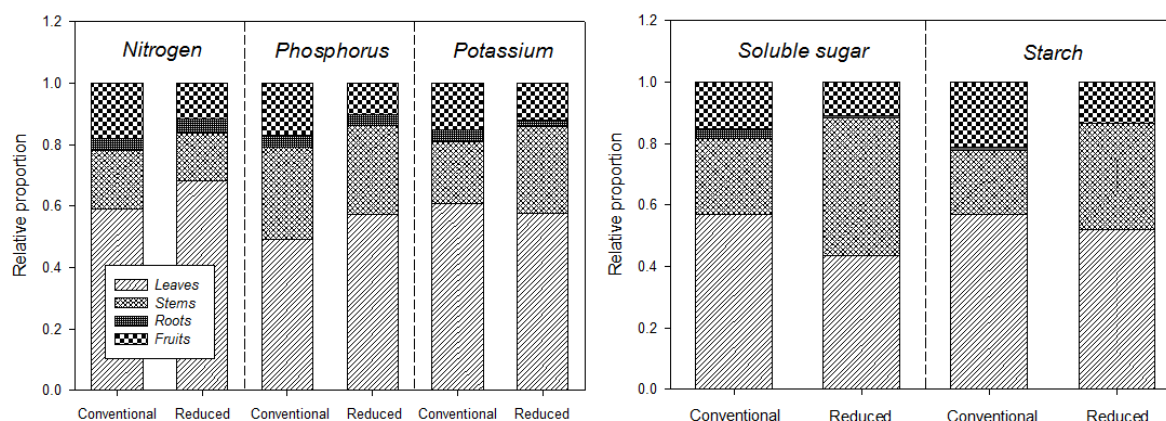 1.2
1.0
0.8
0.6
0.4
0.2
0.0
Relative proportion
Nitrogen
Phosphorus
Potassium
Leaves
Stems
Roots
Fruits
Conventional
Reduced
Conventional
Reduced
Conventional
Reduced
1.2
1.0
0.8
0.6
0.4
0.2
0.0
Relative proportion
Soluble sugar
Starch
Conventional
Reduced
Conventional
Reduced